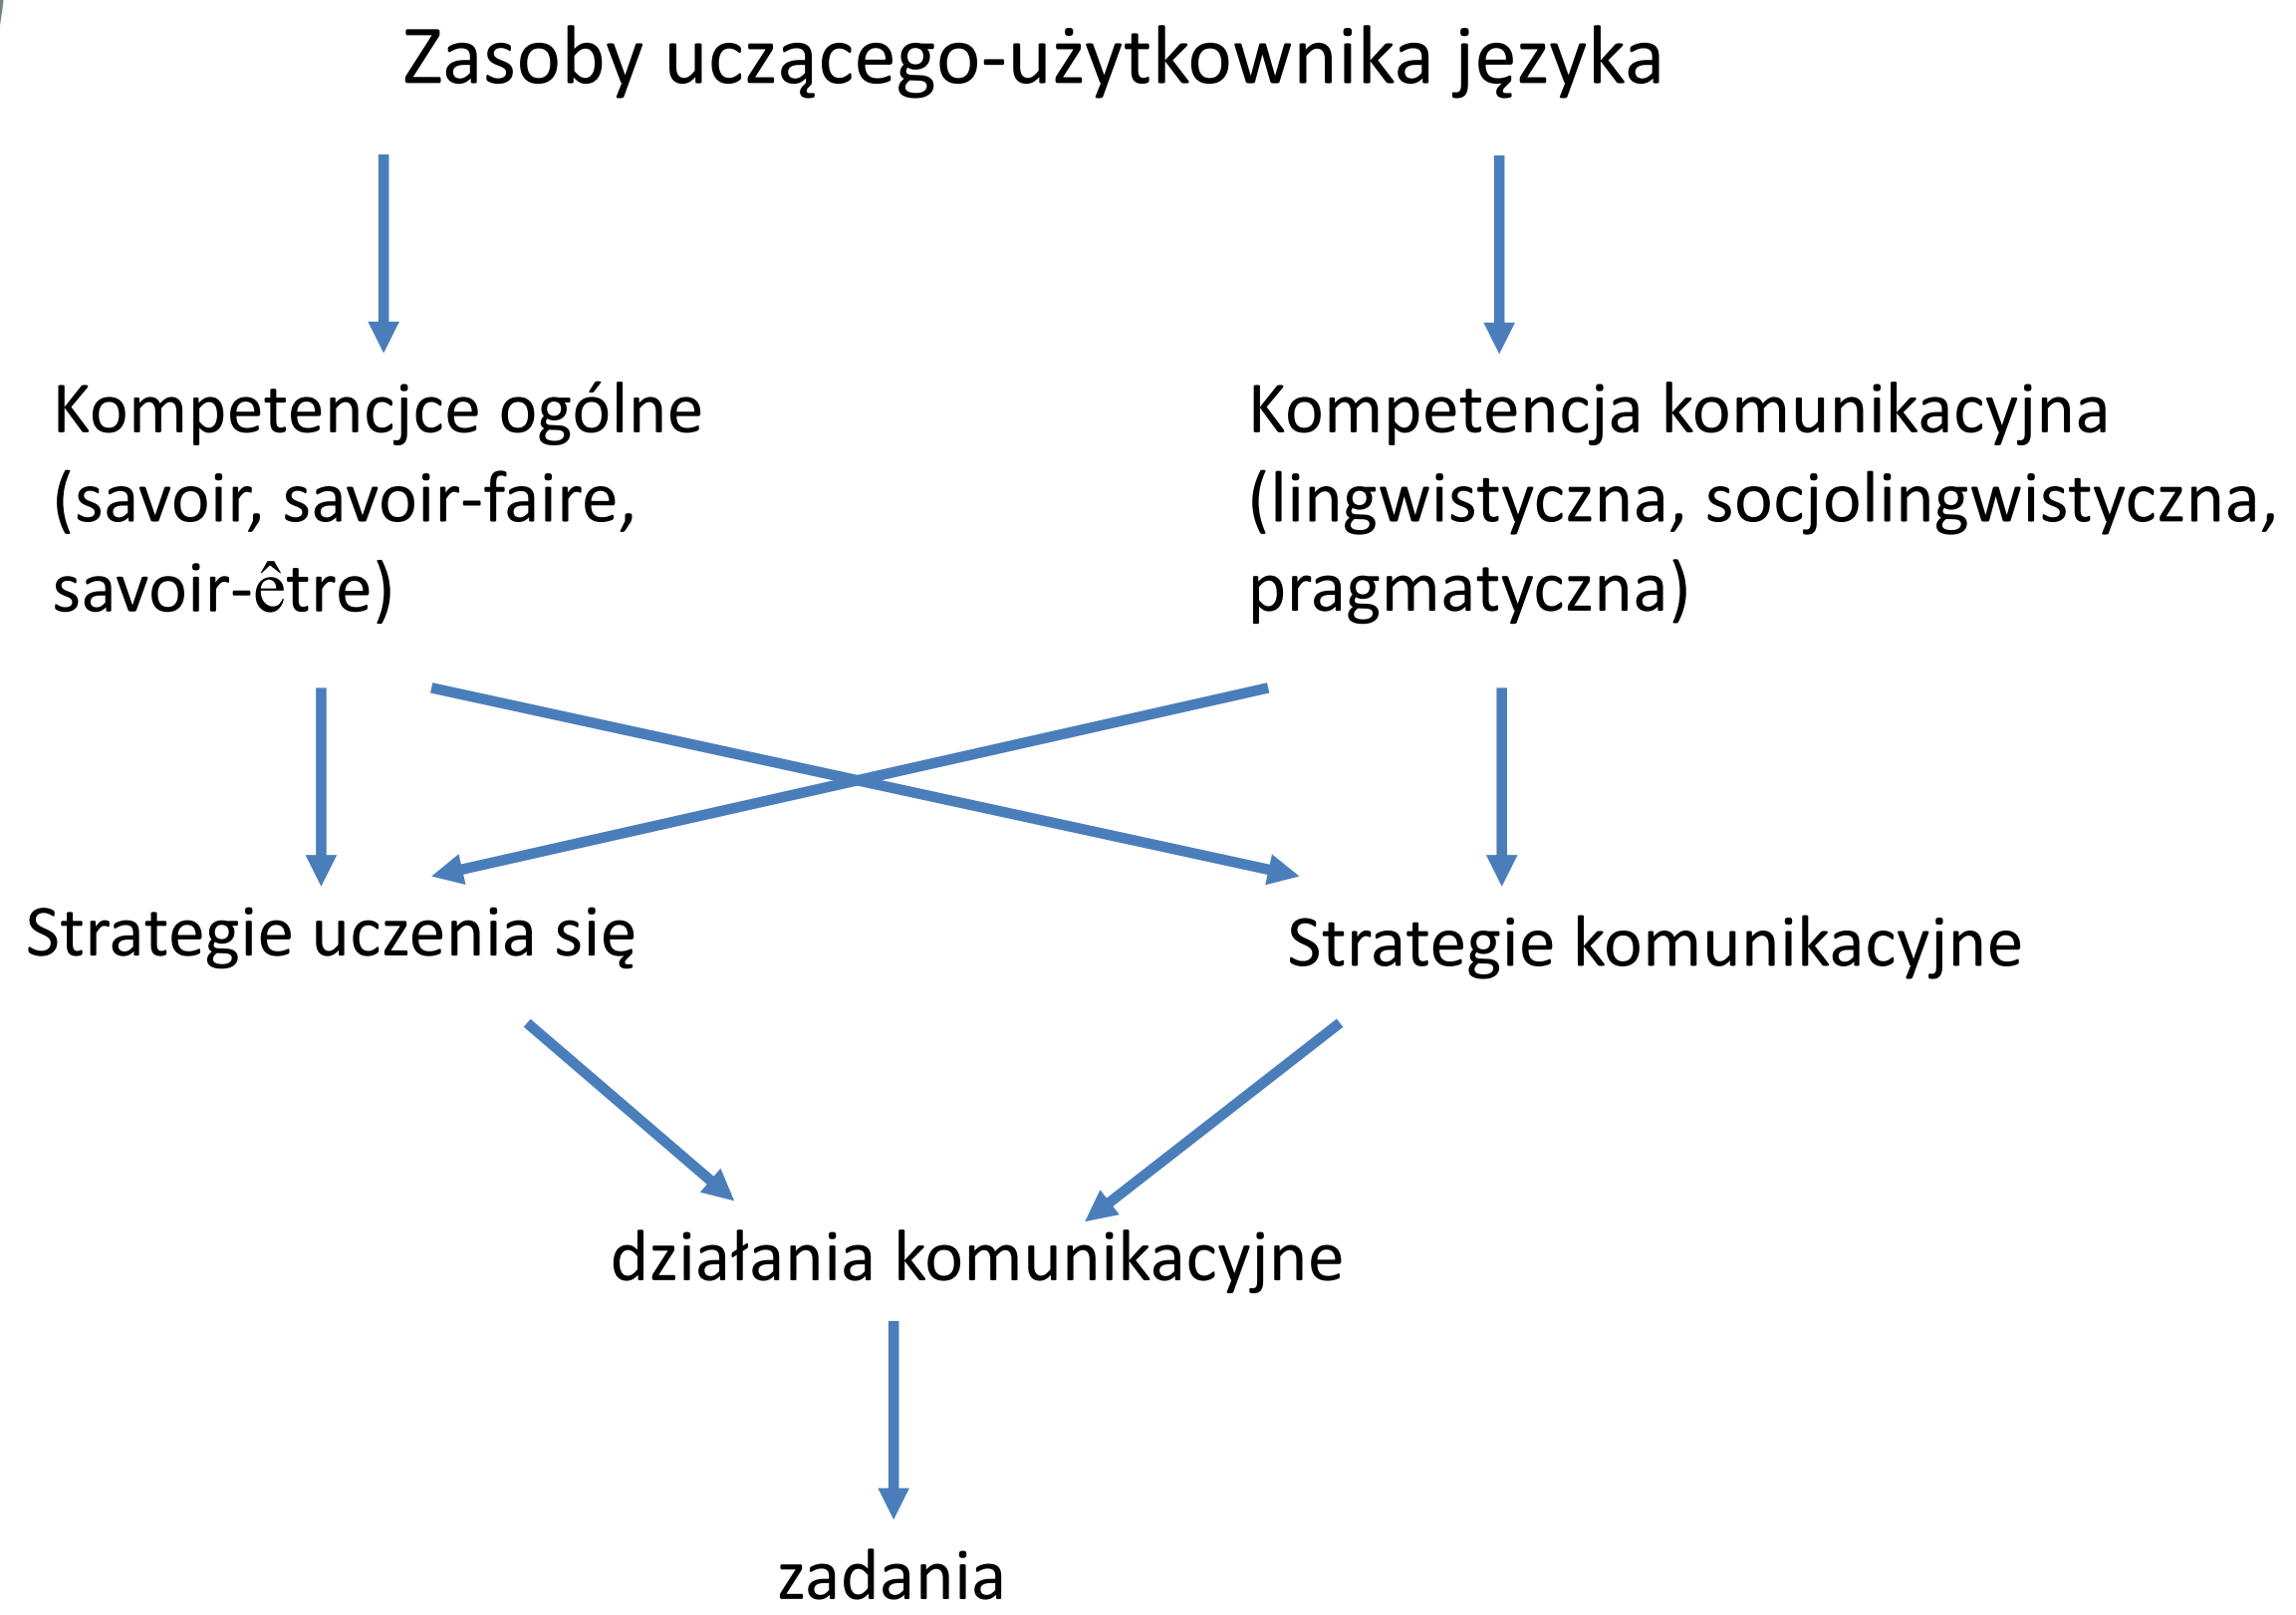 Zasoby uczącego-użytkownika języka
Kompetencjce ogólne
(savoir, savoir-faire,
savoir-être)
Kompetencja komunikacyjna
(lingwistyczna, socjolingwistyczna,
pragmatyczna)
Strategie uczenia się
Strategie komunikacyjne
działania komunikacyjne
zadania